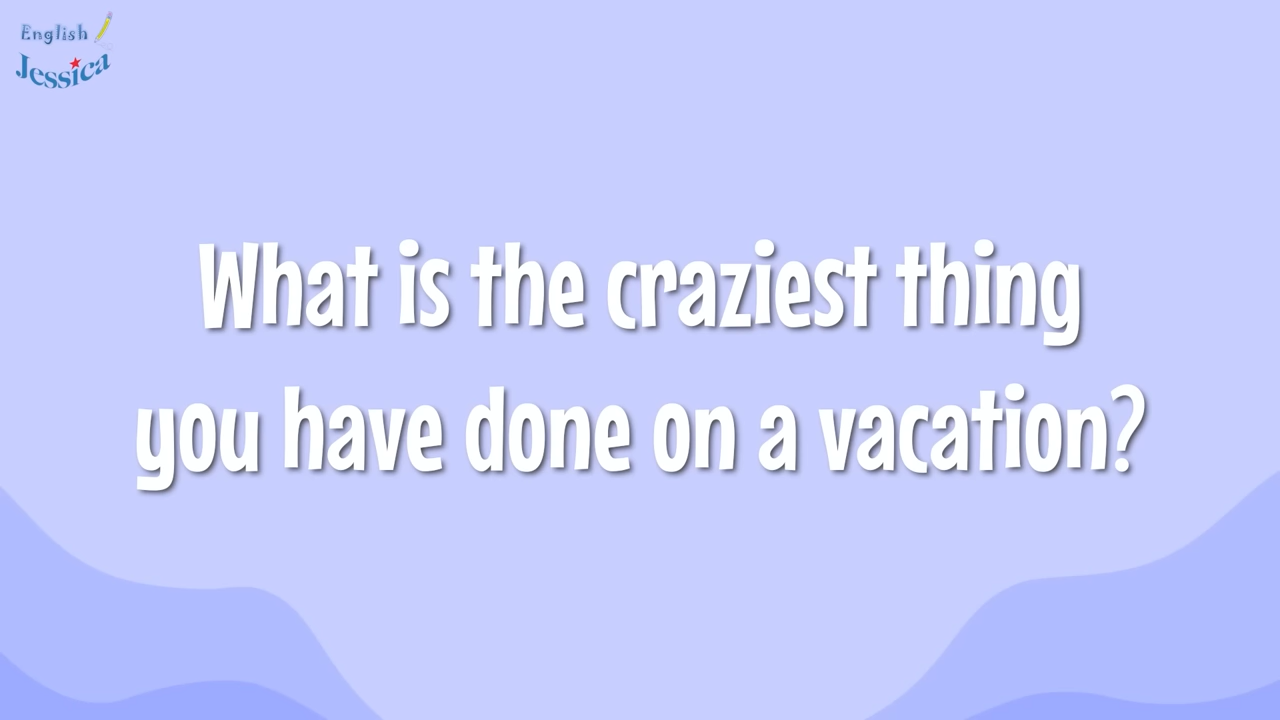 English
Jessica
What is the craziest thing
you have done on a vacation?